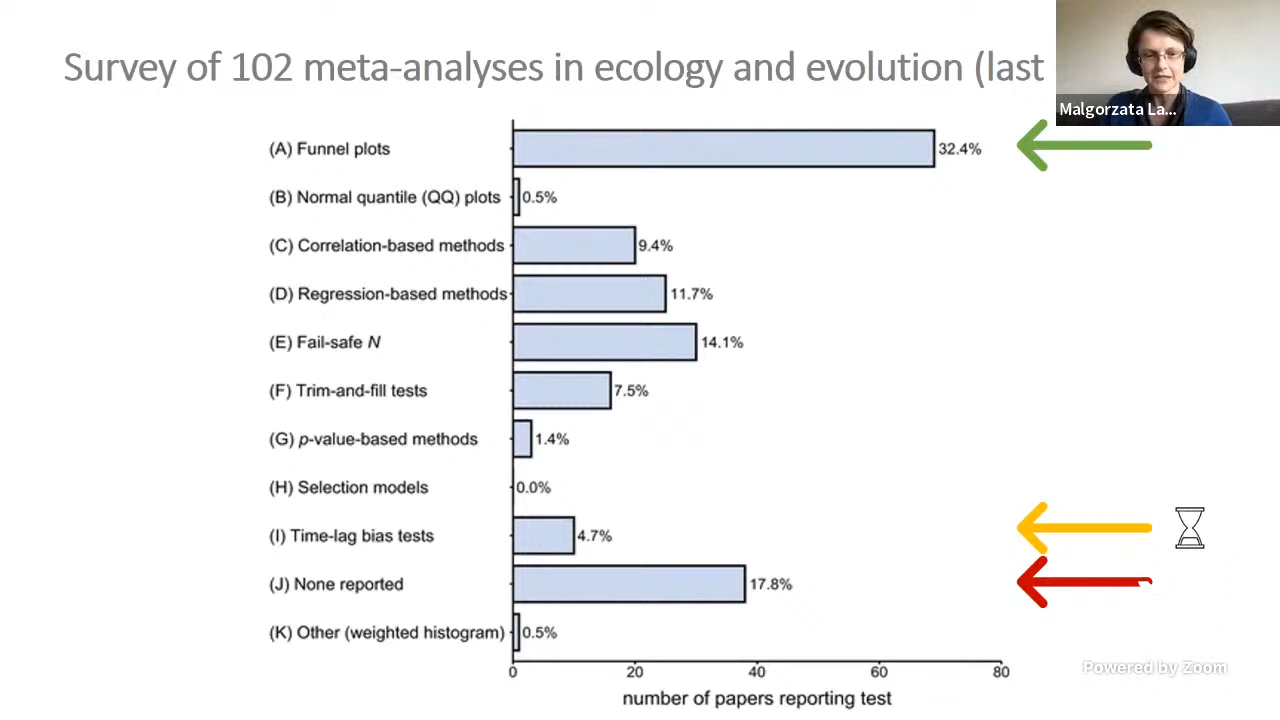 Survey of 102 meta-analyses in ecology and evolution (last
Malgorzata La...
(A) Funnel plots 32.4%
(B) Normal quantile (QQ) plots 0.5%
(C) Correlation-based methods 9.4%
(D) Regression-based methods 11.7%
(E) Fail-safe N 14.1%
(F) Trim-and-fill tests 7.5%
(G) p-value-based methods 1.4%
(H) Selection models 0.0%
(I) Time-lag bias tests 4.7%
(J) None reported 17.8%
(K) Other (weighted histogram) 0.5%
0 20 40 60 80
number of papers reporting test
Powered by Zoom